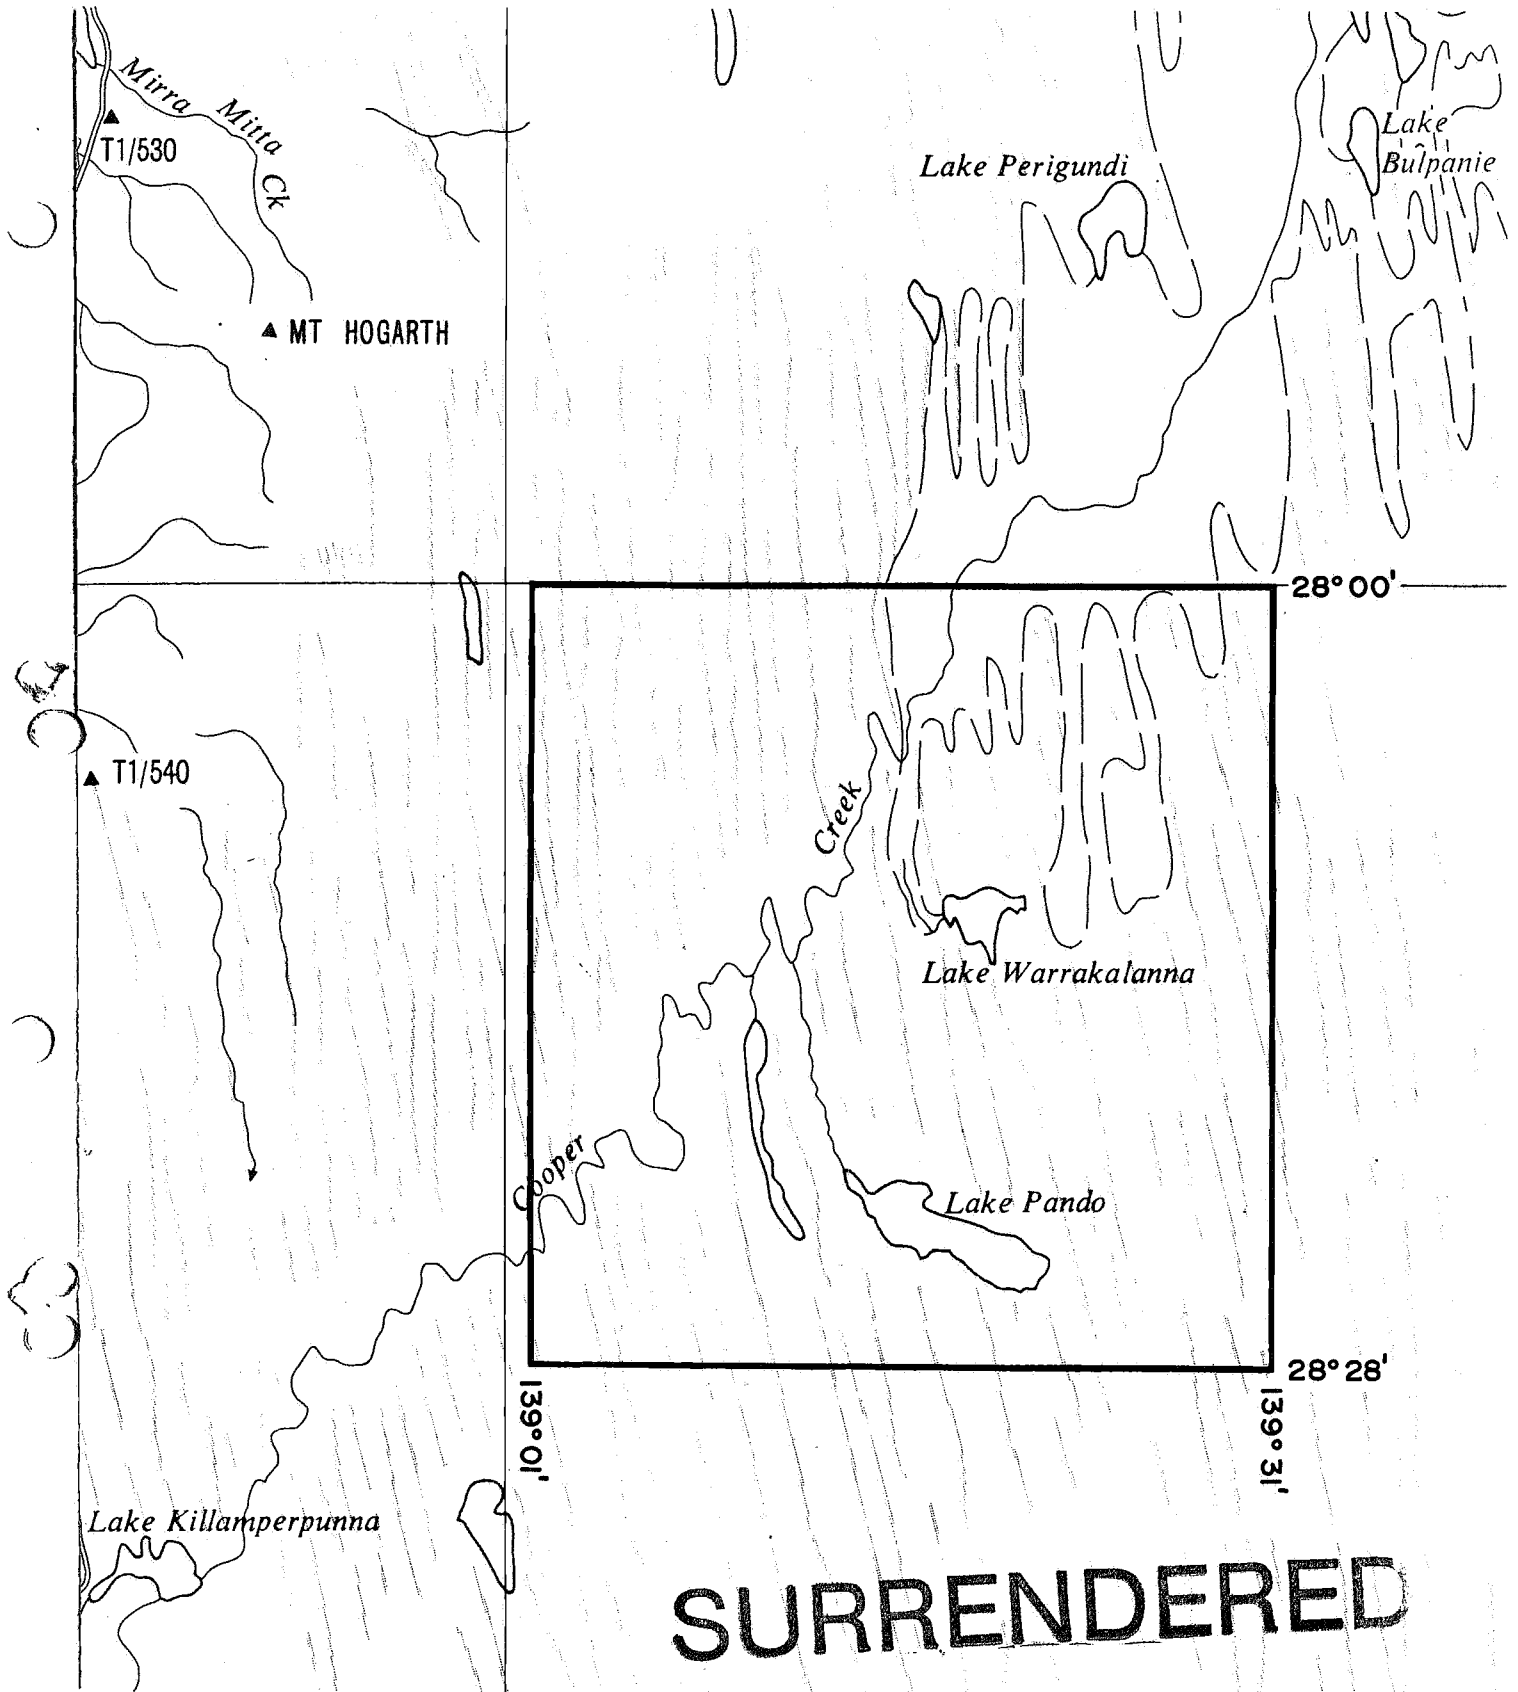 Mirra Mitta Ck
T1/530
Lake
Bulpanie
Lake Perigundi
MT HOGARTH
28°00'
T1/540
Creek
Lake Warrakalanna
Cooper
Lake Pando
28°28'
139°01'
139°31'
Lake Killamperpunna
SURRENDERED